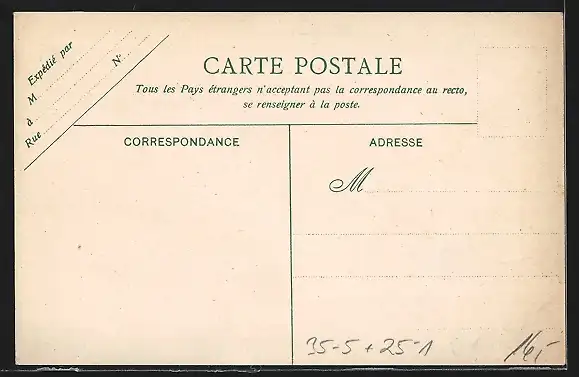 Expédié par
M N°
à
Rue
CARTE POSTALE
Tous les Pays étrangers n'acceptant pas la correspondance au recto,
se renseigner à la poste.
CORRESPONDANCE
ADRESSE
M
35-5+25-1